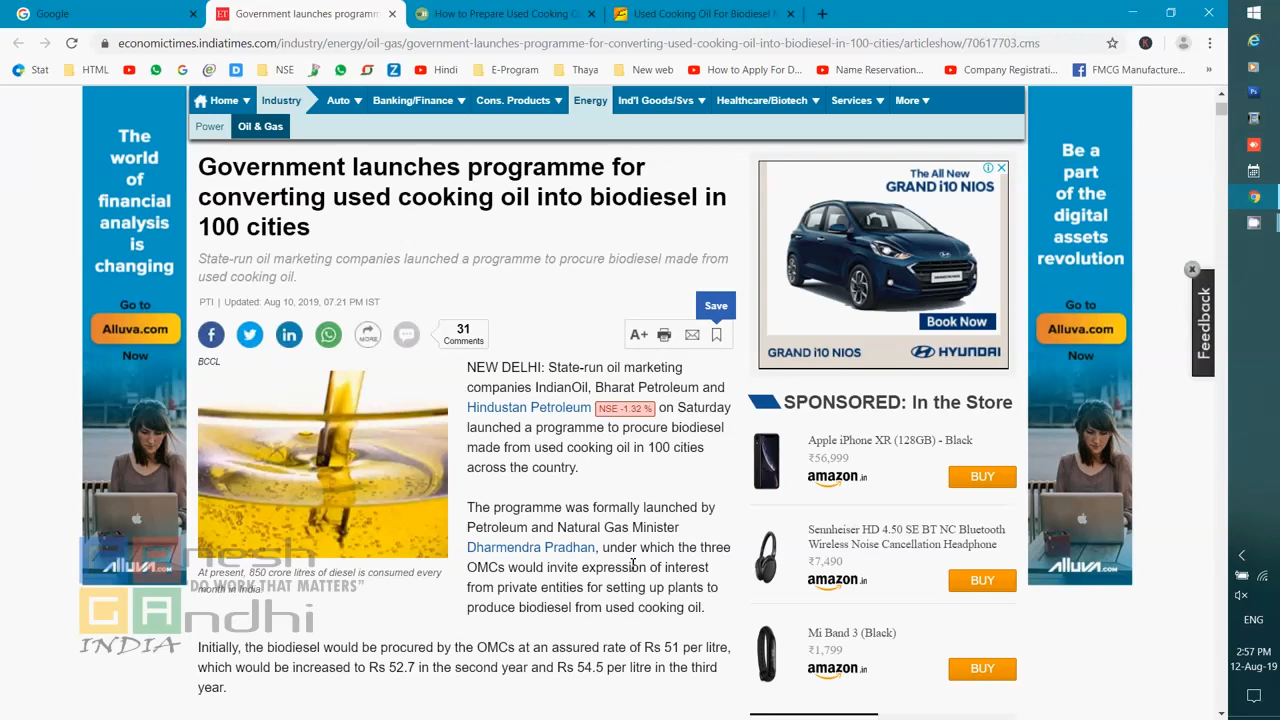 Google
Government launches programm
How to Prepare Used Cooking O
Used Cooking Oil For Biodiesel M
economictimes.indiatimes.com/industry/energy/oil-gas/government-launches-programme-for-converting-used-cooking-oil-into-biodiesel-in-100-cities/articleshow/70617703.cms
Stat
HTML
NSE
Hindi
E-Program
Thaya
New web
How to Apply For D...
Name Reservation...
Company Registrati...
FMCG Manufacture...
Home
Industry
Auto
Banking/Finance
Cons. Products
Energy
Ind'l Goods/Svs
Healthcare/Biotech
Services
More
Power
Oil & Gas
The
world
of
financial
analysis
is
changing
Go to
Alluva.com
Now
ALLUVA.com
Government launches programme for
converting used cooking oil into biodiesel in
100 cities
State-run oil marketing companies launched a programme to procure biodiesel made from
used cooking oil.
PTI | Updated: Aug 10, 2019, 07.21 PM IST
Save
MORE
31
Comments
A+
BCCL
NEW DELHI: State-run oil marketing
companies IndianOil, Bharat Petroleum and
Hindustan Petroleum NSE -1.32 % on Saturday
launched a programme to procure biodiesel
made from used cooking oil in 100 cities
across the country.
The programme was formally launched by
Petroleum and Natural Gas Minister
Dharmendra Pradhan, under which the three
OMCs would invite expression of interest
from private entities for setting up plants to
produce biodiesel from used cooking oil.
At present, 850 crore litres of diesel is consumed every
month in India
Initially, the biodiesel would be procured by the OMCs at an assured rate of Rs 51 per litre,
which would be increased to Rs 52.7 in the second year and Rs 54.5 per litre in the third
year.
"DO WORK THAT MATTERS"
GAndhi
INDIA
The All New
GRAND i10 NIOS
Book Now
GRAND i10 NIOS
HYUNDAI
SPONSORED: In the Store
Apple iPhone XR (128GB) - Black
₹56,999
amazon.in
BUY
Sennheiser HD 4.50 SE BT NC Bluetooth
Wireless Noise Cancellation Headphone
₹7,490
amazon.in
BUY
Mi Band 3 (Black)
₹1,799
amazon.in
BUY
Be a
part
of the
digital
assets
revolution
Go to
Alluva.com
Now
ALLUVA.com
Feedback
ENG
2:57 PM
12-Aug-19